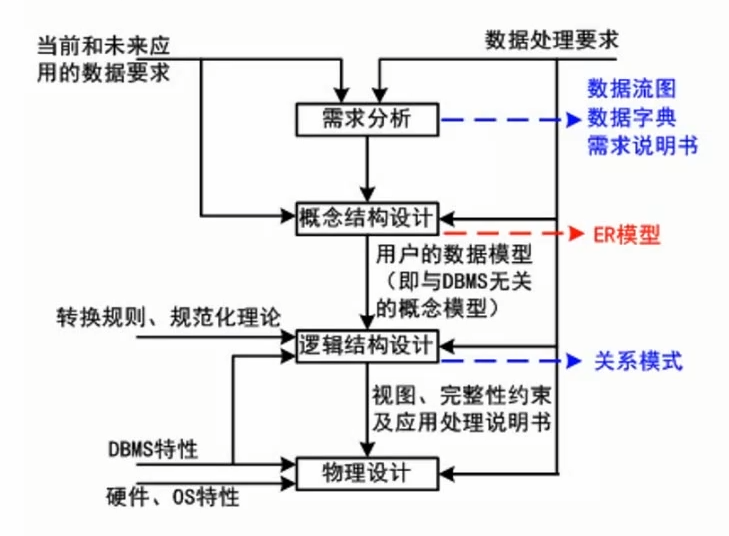 当前和未来应
用的数据要求
数据处理要求
需求分析
数据流图
数据字典
需求说明书
概念结构设计
ER模型
用户的数据模型
（即与DBMS无关
的概念模型）
转换规则、规范化理论
逻辑结构设计
关系模式
视图、完整性约束
及应用处理说明书
DBMS特性
物理设计
硬件、OS特性